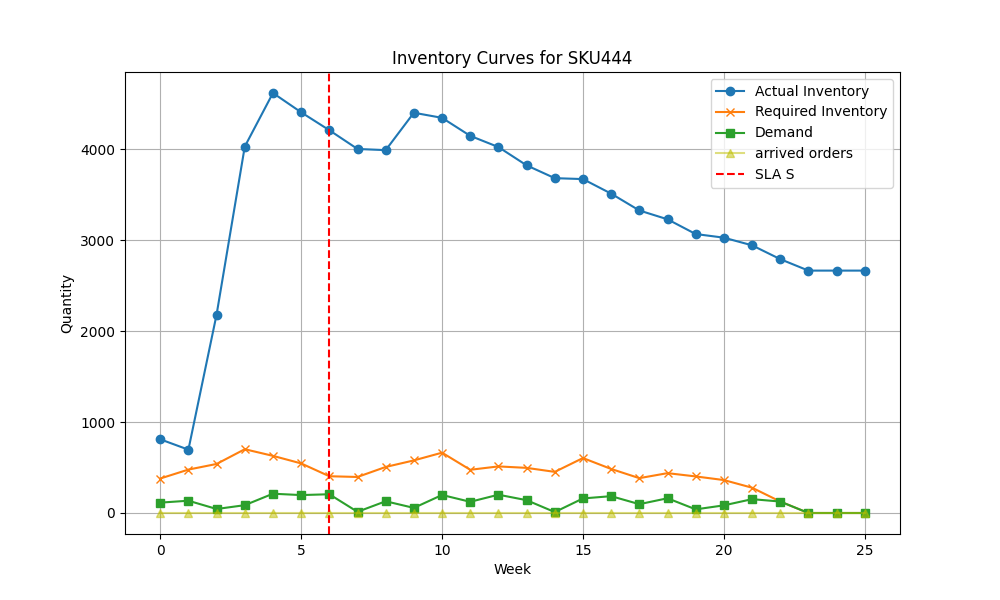 Inventory Curves for SKU444
Actual Inventory
Required Inventory
Demand
arrived orders
SLA S
4000
3000
2000
1000
0
Quantity
0 5 10 15 20 25
Week